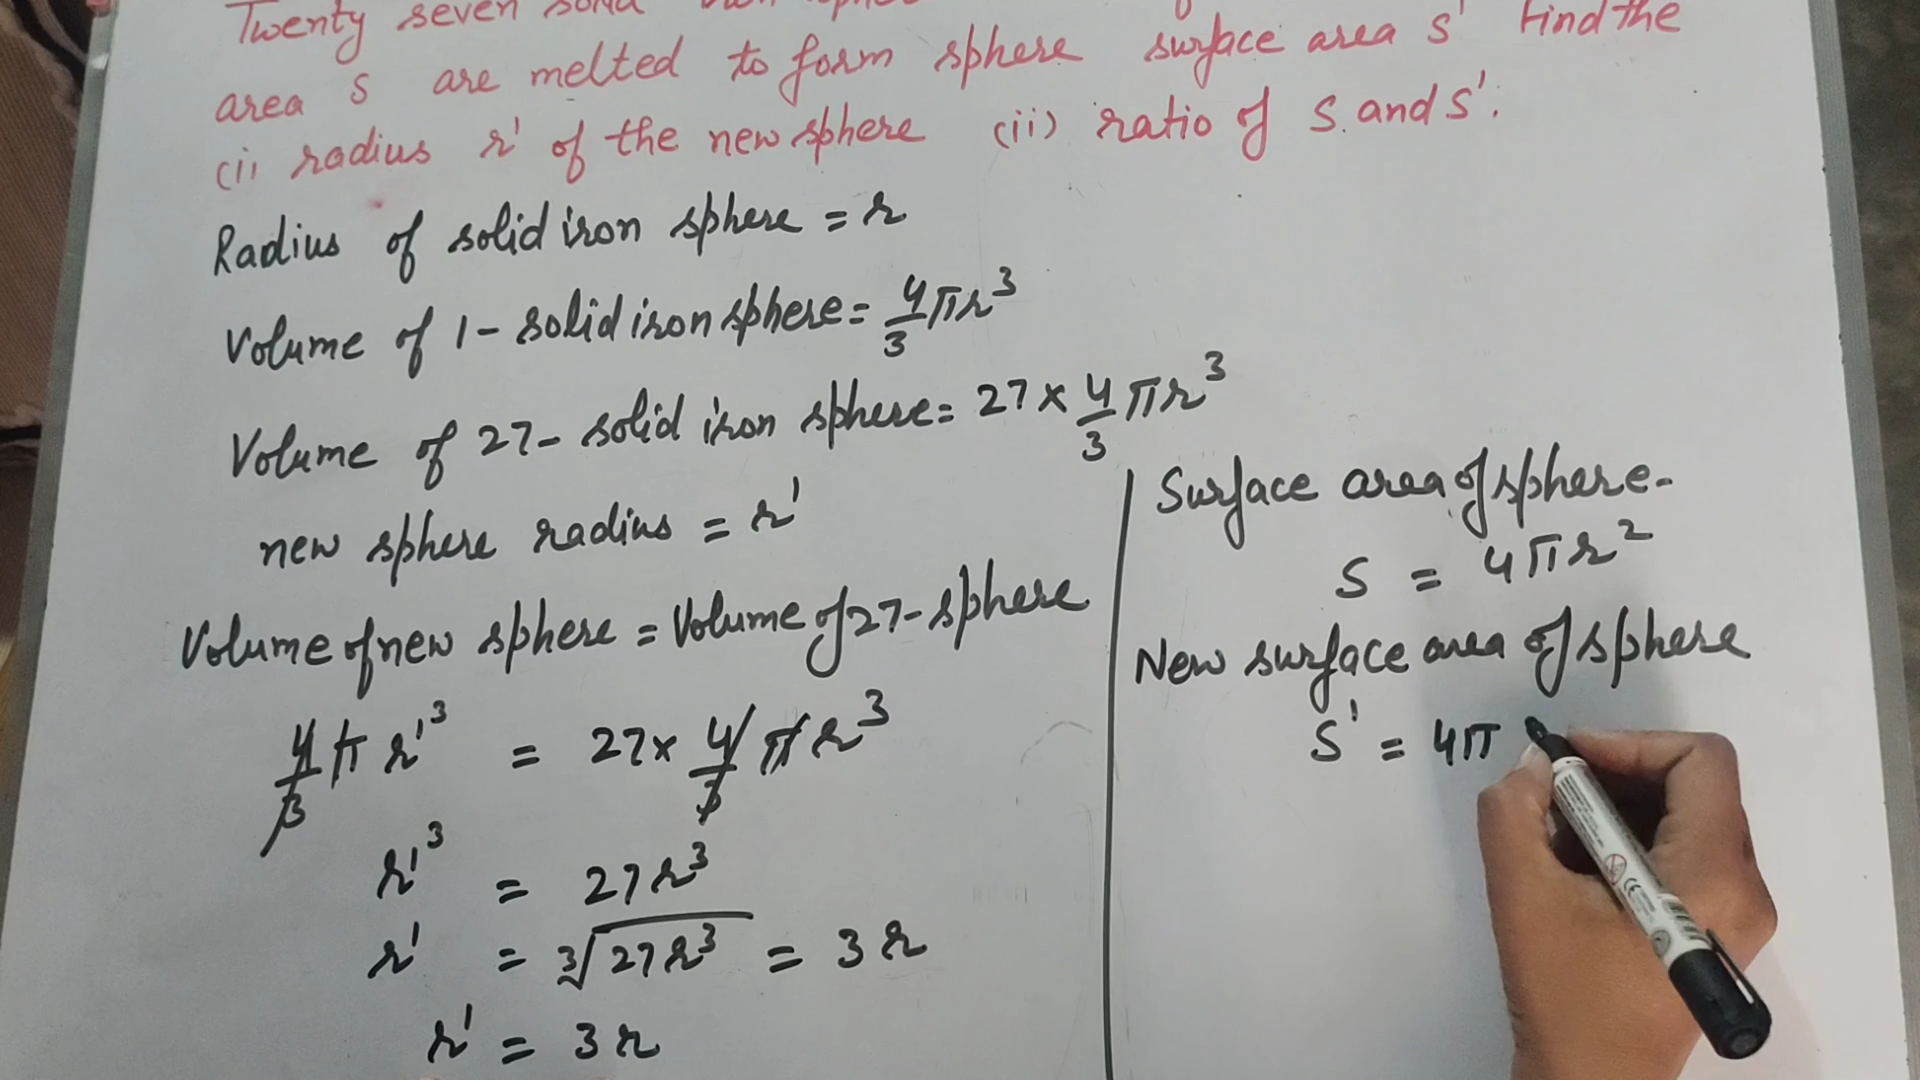 Twenty seven solid
area S are melted to form sphere surface area S' find the
(i) radius r' of the new sphere (ii) ratio of S and S'.
Radius of solid iron sphere = r
Volume of 1 - solid iron sphere = 4/3 πr³
Volume of 27 - solid iron sphere = 27 × 4/3 πr³
new sphere radius = r'
Volume of new sphere = Volume of 27 - sphere
4/3 π r'³ = 27 × 4/3 π r³
r'³ = 27r³
r' = ∛27r³ = 3r
r' = 3r
Surface area of sphere -
S = 4πr²
New surface area of sphere
S' = 4π